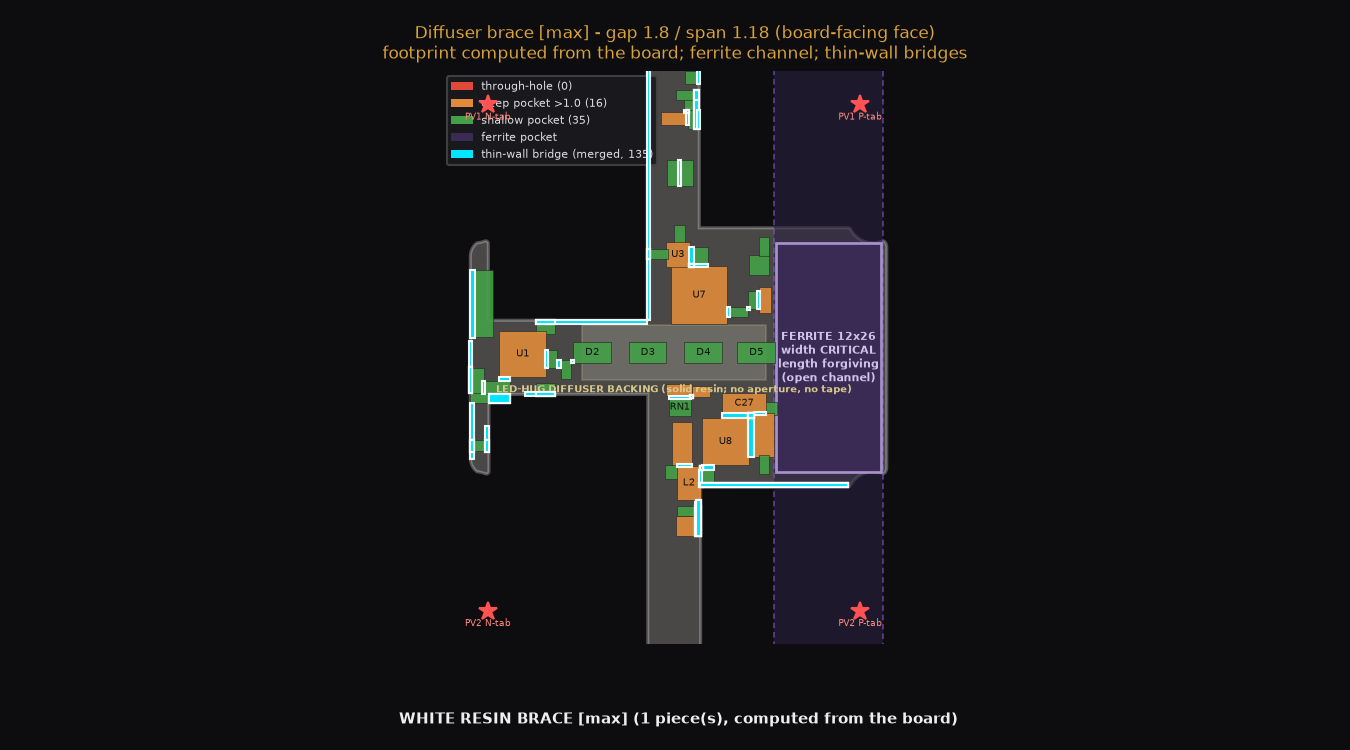 Diffuser brace [max] - gap 1.8 / span 1.18 (board-facing face)
footprint computed from the board; ferrite channel; thin-wall bridges
through-hole (0)
deep pocket >1.0 (16)
PV1 N-tab
shallow pocket (35)
ferrite pocket
thin-wall bridge (merged, 135)
PV1 P-tab
U3
U7
U1
D2
D3
D4
D5
FERRITE 12x26
width CRITICAL
length forgiving
(open channel)
LED-HUG DIFFUSER BACKING (solid resin; no aperture, no tape)
RN1
C27
U8
L2
PV2 N-tab
PV2 P-tab
WHITE RESIN BRACE [max] (1 piece(s), computed from the board)